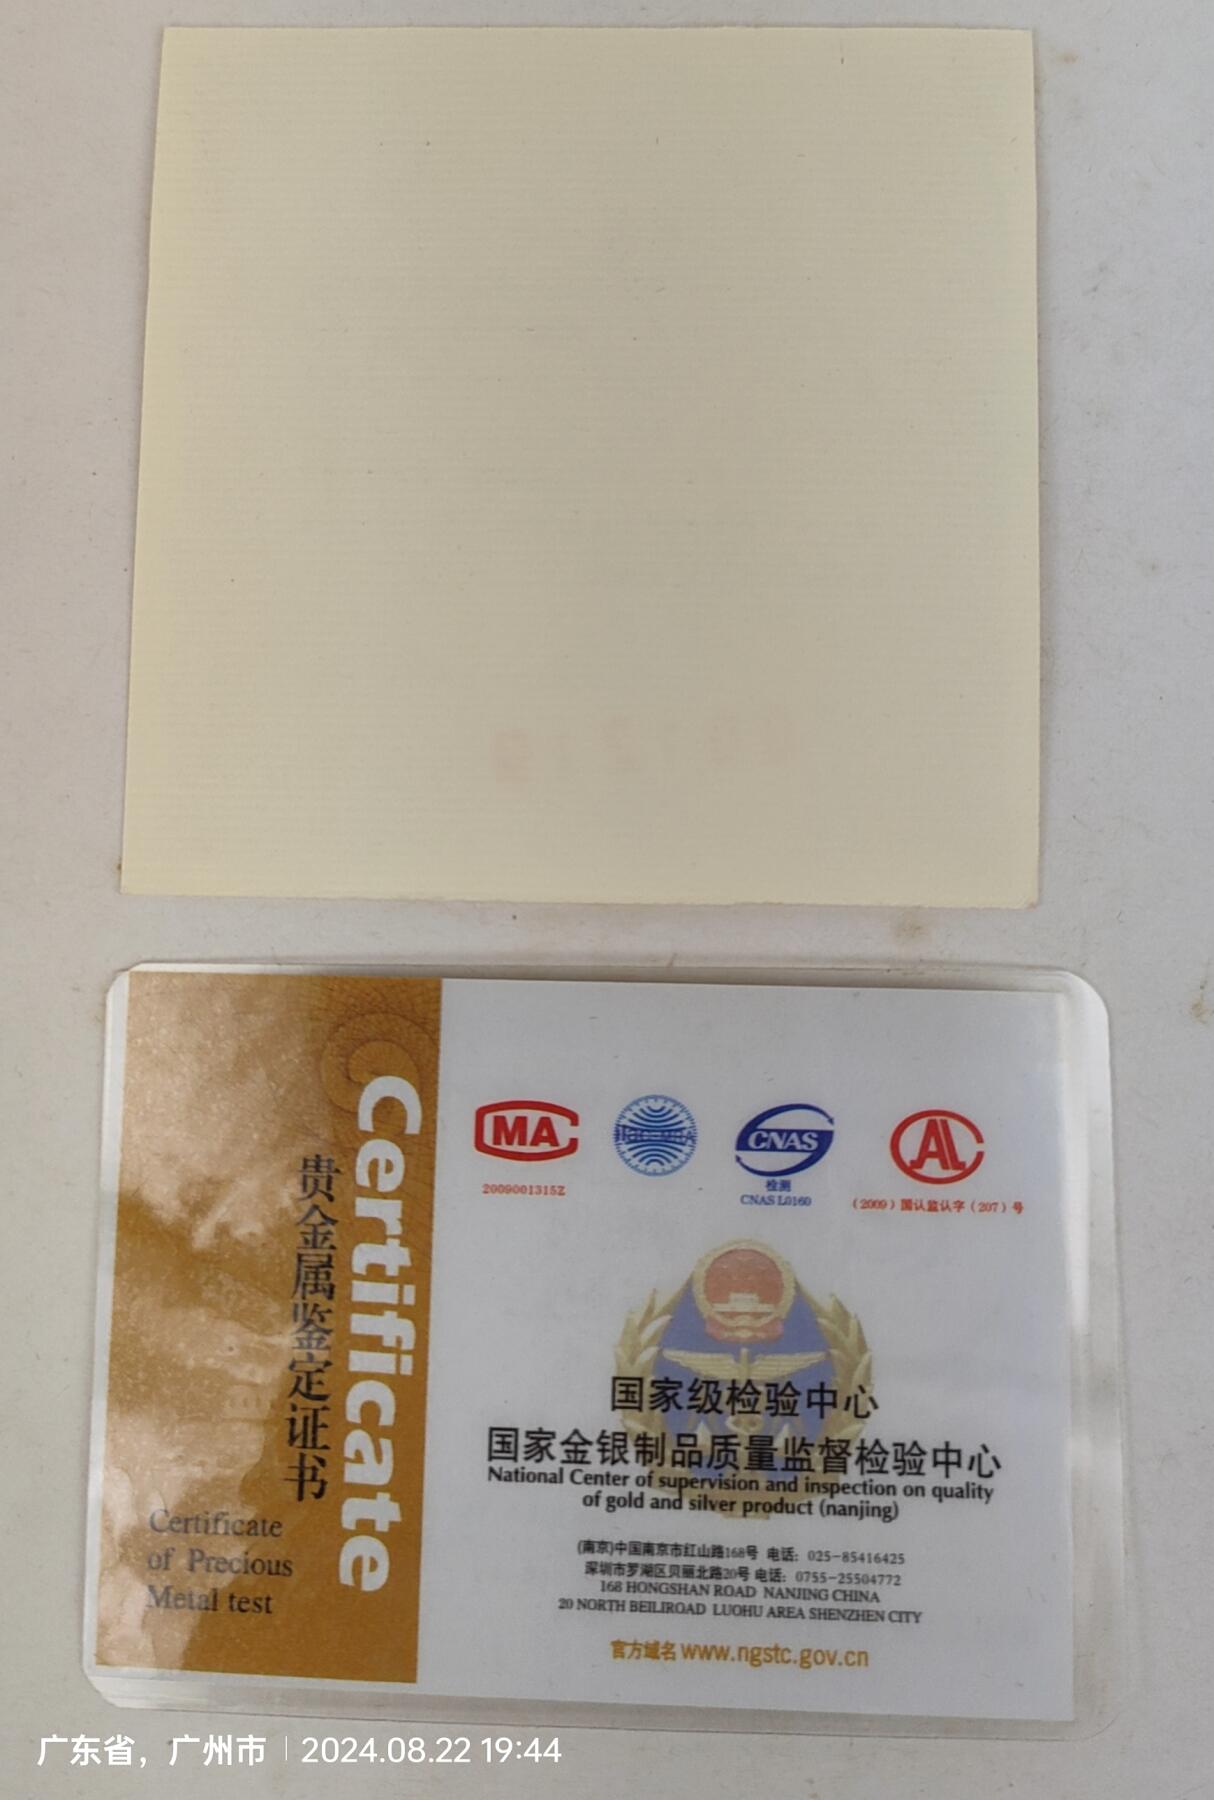 MA
2009001315Z
ilac-MRA
CNAS
检测
CNAS L0160
AL
(2009)国认监认字(207)号
Certificate
贵金属鉴定证书
Certificate
of Precious
Metal test
国家级检验中心
国家金银制品质量监督检验中心
National Center of supervision and inspection on quality
of gold and silver product (nanjing)
(南京)中国南京市红山路168号 电话: 025-85416425
深圳市罗湖区贝丽北路20号 电话: 0755-25504772
168 HONGSHAN ROAD NANJING CHINA
20 NORTH BEILIROAD LUOHU AREA SHENZHEN CITY
官方域名 www.ngstc.gov.cn
广东省，广州市 | 2024.08.22 19:44